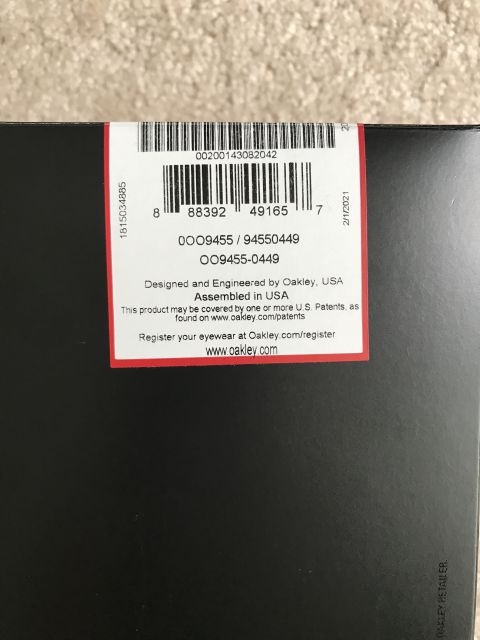 00200143082042
8 88392 49165 7
1815034885
2/1/2021
0OO9455 / 94550449
OO9455-0449
Designed and Engineered by Oakley, USA
Assembled in USA
This product may be covered by one or more U.S. Patents, as
found on www.oakley.com/patents
Register your eyewear at Oakley.com/register
www.oakley.com
OAKLEY RETAILER.